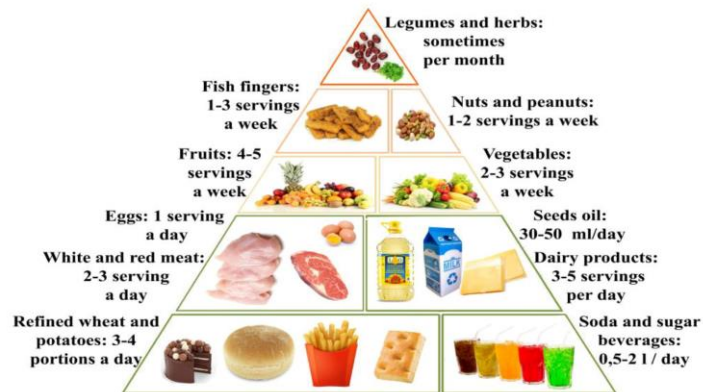 Legumes and herbs:
sometimes
per month
Fish fingers:
1-3 servings
a week
Nuts and peanuts:
1-2 servings a week
Fruits: 4-5
servings
a week
Vegetables:
2-3 servings
a week
Eggs: 1 serving
a day
Seeds oil:
30-50 ml/day
White and red meat:
2-3 serving
a day
Dairy products:
3-5 servings
per day
MILK
Refined wheat and
potatoes: 3-4
portions a day
Soda and sugar
beverages:
0,5-2 l / day